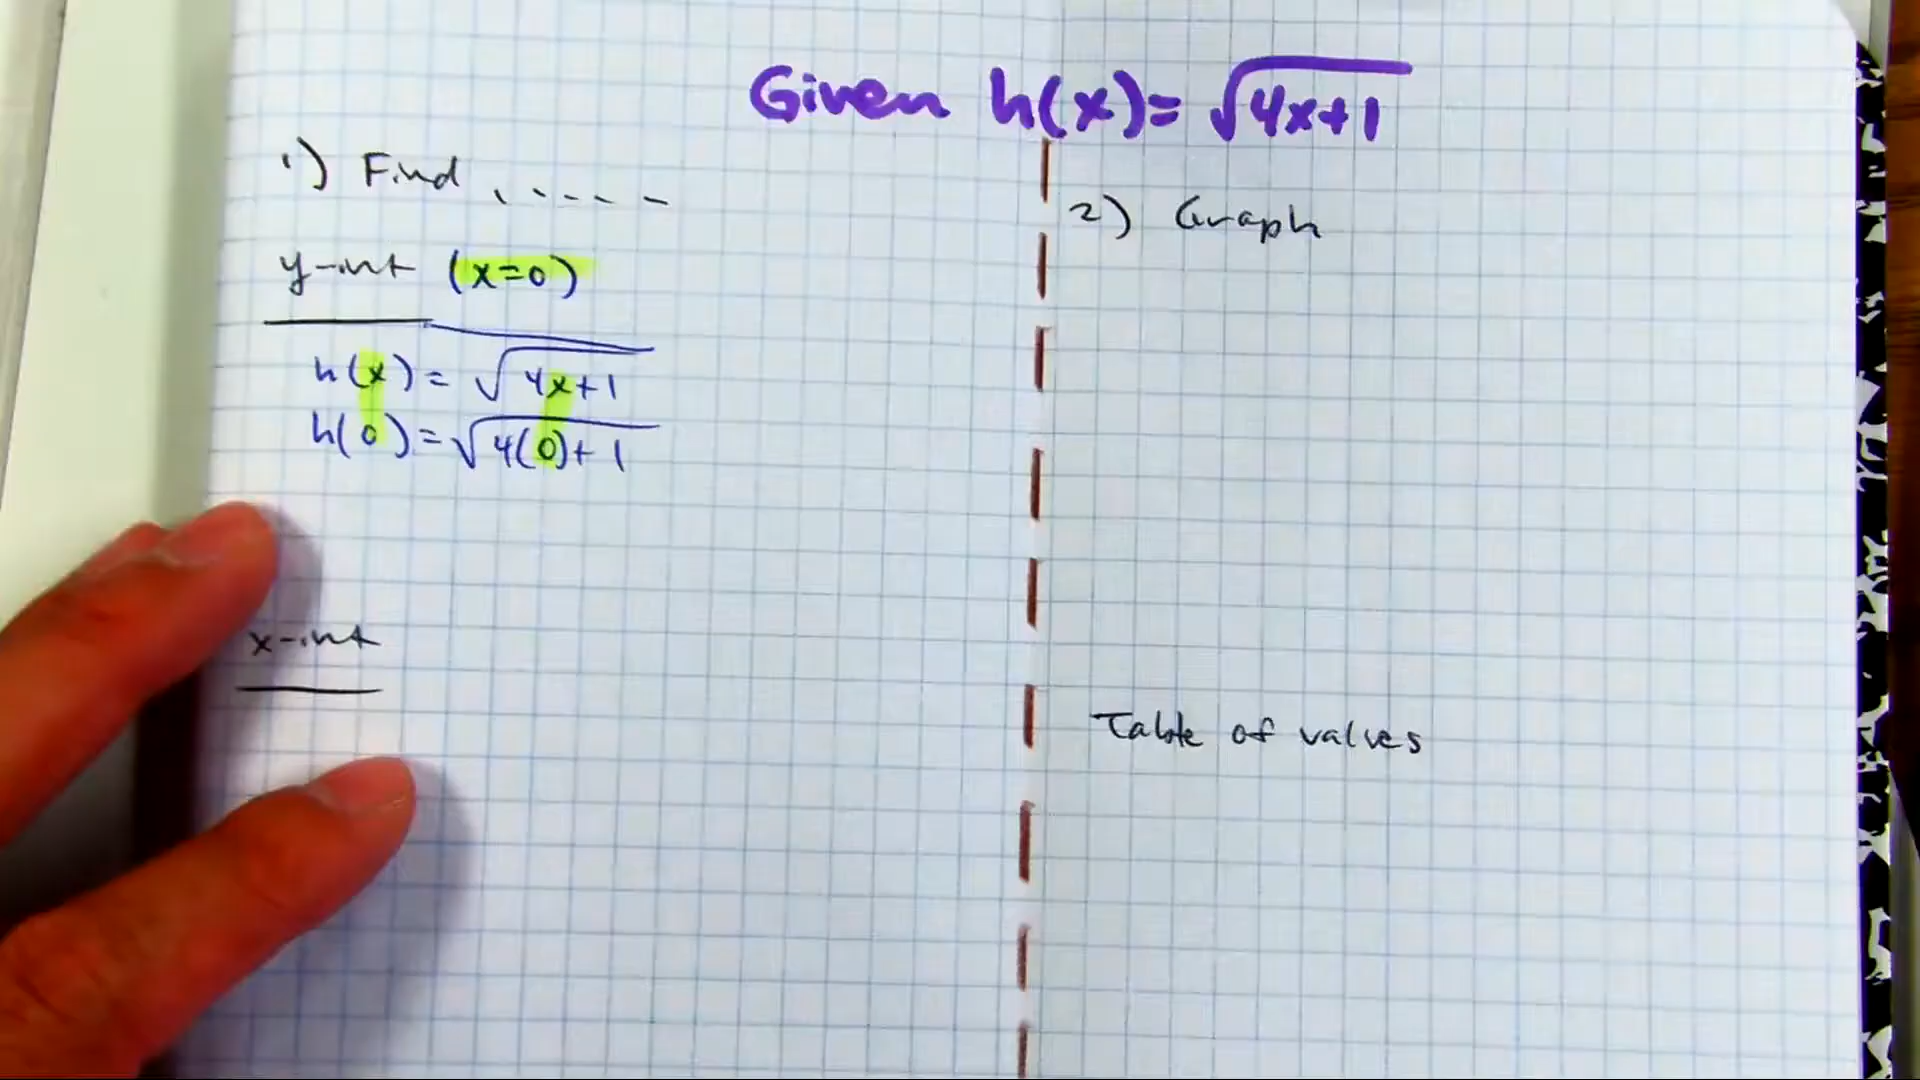 Given h(x)= √4x+1
1) Find , - - - -
y-int (x=0)
h(x) = √4x+1
h(0) = √4(0)+1
x-int
2) Graph
Table of values